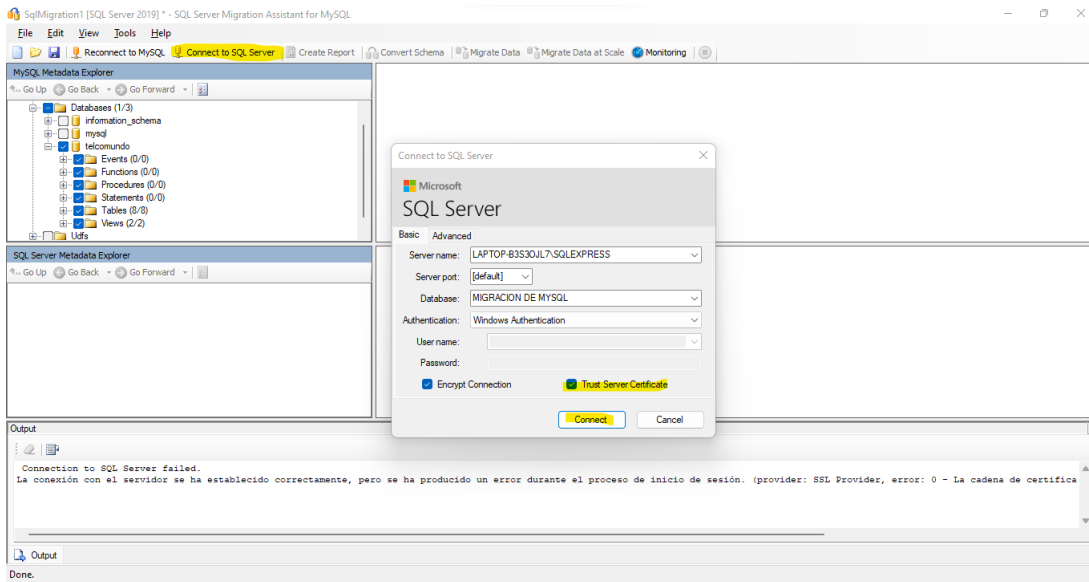 SqlMigration1 [SQL Server 2019] * - SQL Server Migration Assistant for MySQL
File Edit View Tools Help
Reconnect to MySQL Connect to SQL Server Create Report Convert Schema Migrate Data Migrate Data at Scale Monitoring
MySQL Metadata Explorer
Go Up Go Back Go Forward
Databases (1/3)
information_schema
mysql
telcomundo
Events (0/0)
Functions (0/0)
Procedures (0/0)
Statements (0/0)
Tables (8/8)
Views (2/2)
Udfs
SQL Server Metadata Explorer
Go Up Go Back Go Forward
Connect to SQL Server
Microsoft
SQL Server
Basic Advanced
Server name: LAPTOP-B3S3OJL7\SQLEXPRESS
Server port: [default]
Database: MIGRACION DE MYSQL
Authentication: Windows Authentication
User name:
Password:
Encrypt Connection Trust Server Certificate
Connect Cancel
Output
Connection to SQL Server failed.
La conexión con el servidor se ha establecido correctamente, pero se ha producido un error durante el proceso de inicio de sesión. (provider: SSL Provider, error: 0 - La cadena de certifica
Output
Done.